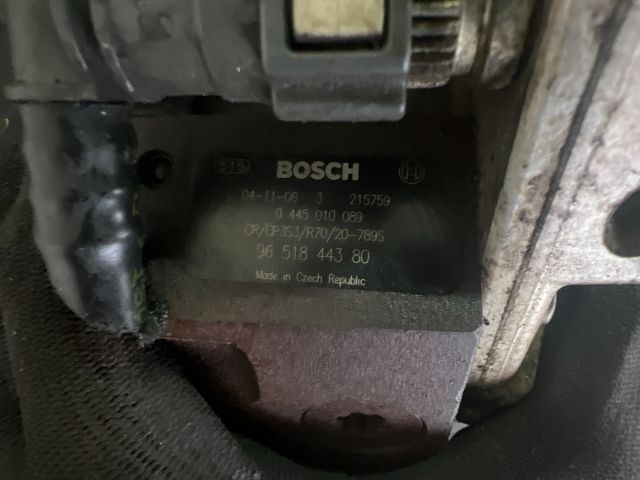 515 BOSCH
04-11-06 3 215759
0 445 010 089
CR/CP3S3/R70/20-789S
96 518 443 80
Made in Czech Republic